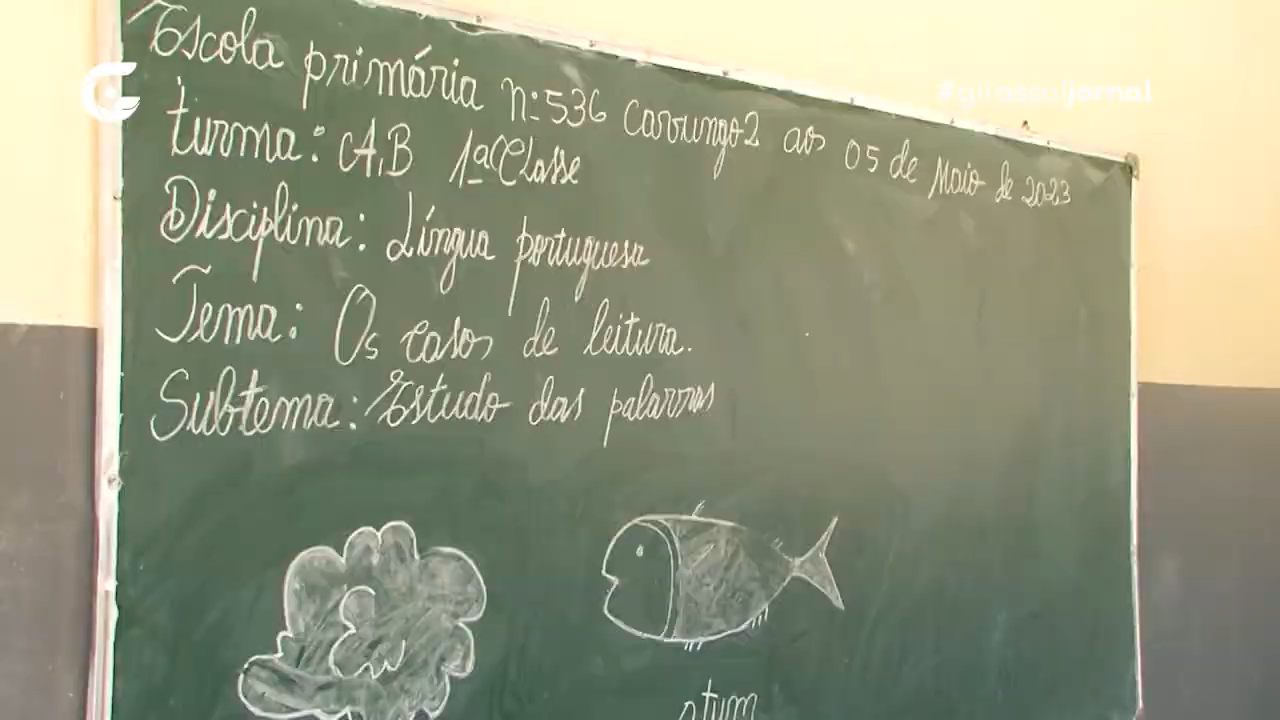 Escola primária n:536 Carrungo2 aos 05 de Maio de 2023
turma: A,B 1ª Classe
Disciplina: Língua portuguesa
Tema: Os casos de leitura.
Subtema: Estudo das palavras
atum
#girassoljornal